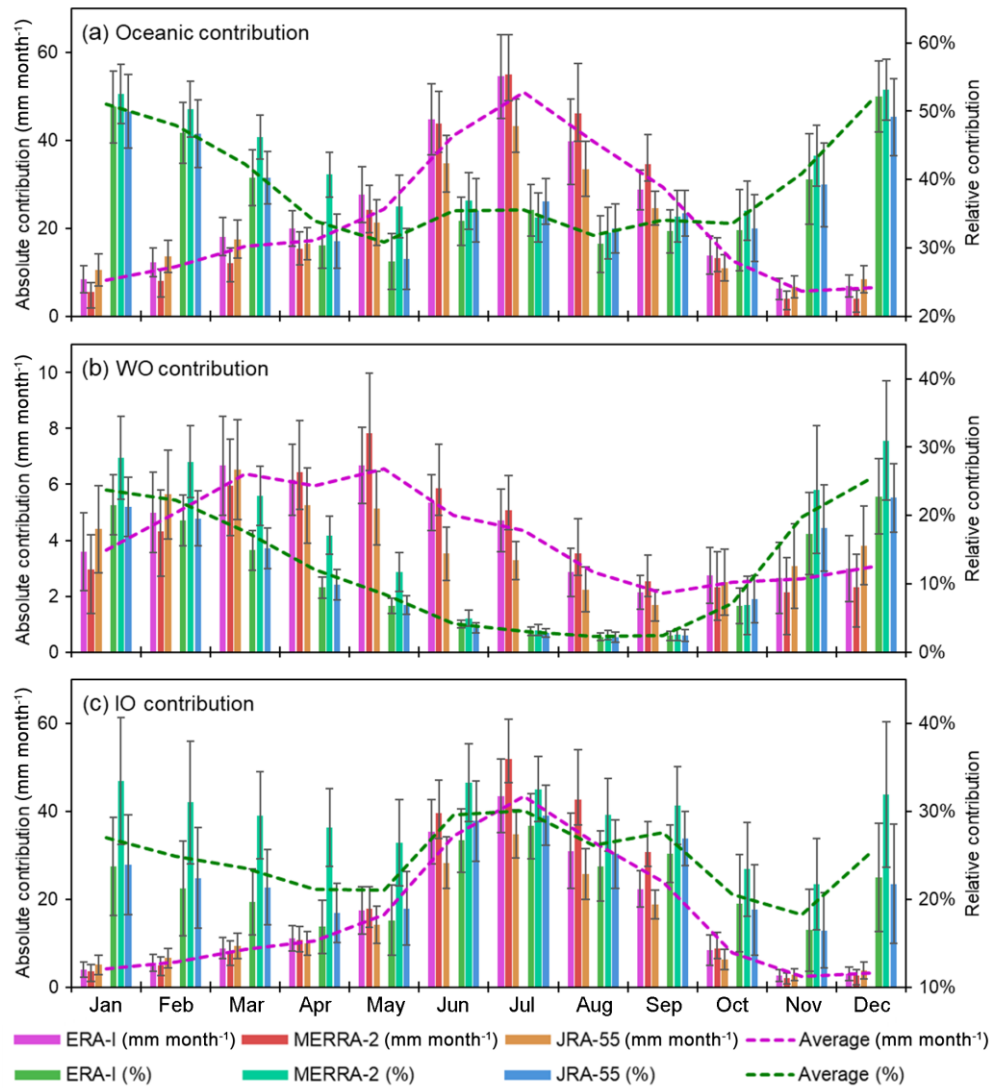 (a) Oceanic contribution
Absolute contribution (mm month⁻¹)
60
40
20
0
Relative contribution
60%
50%
40%
30%
20%
(b) WO contribution
Absolute contribution (mm month⁻¹)
10
8
6
4
2
0
Relative contribution
40%
30%
20%
10%
0%
(c) IO contribution
Absolute contribution (mm month⁻¹)
60
40
20
0
Relative contribution
40%
30%
20%
10%
Jan Feb Mar Apr May Jun Jul Aug Sep Oct Nov Dec
ERA-I (mm month⁻¹) MERRA-2 (mm month⁻¹) JRA-55 (mm month⁻¹) Average (mm month⁻¹)
ERA-I (%) MERRA-2 (%) JRA-55 (%) Average (%)